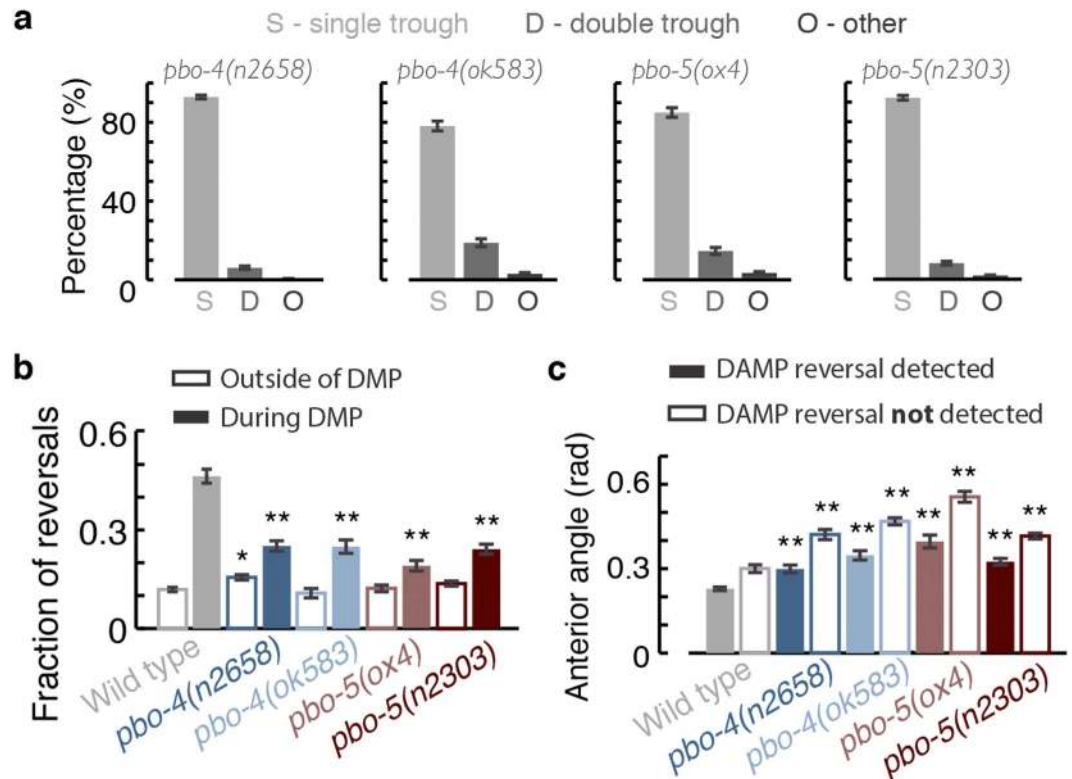 a
S - single trough D - double trough O - other
pbo-4(n2658) pbo-4(ok583) pbo-5(ox4) pbo-5(n2303)
Percentage (%)
80
40
0
S D O S D O S D O S D O
b
Outside of DMP
During DMP
Fraction of reversals
0.6
0.3
0
* ** ** ** **
Wild type
pbo-4(n2658)
pbo-4(ok583)
pbo-5(ox4)
pbo-5(n2303)
c
DAMP reversal detected
DAMP reversal not detected
Anterior angle (rad)
0.6
0.3
0
** ** ** ** ** ** ** **
Wild type
pbo-4(n2658)
pbo-4(ok583)
pbo-5(ox4)
pbo-5(n2303)